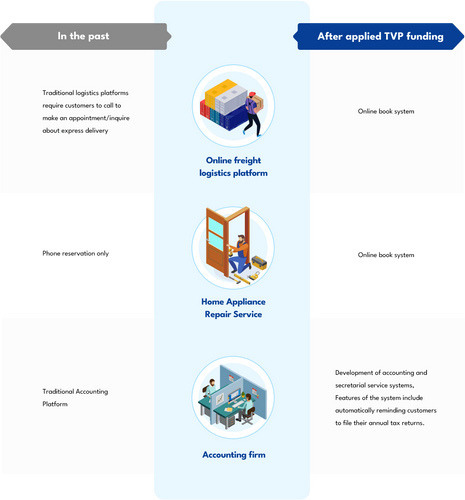 In the past
After applied TVP funding
Traditional logistics platforms
require customers to call to
make an appointment/inquire
about express delivery
Online freight
logistics platform
Online book system
Phone reservation only
Home Appliance
Repair Service
Online book system
Traditional Accounting
Platform
Accounting firm
Development of accounting and
secretarial service systems,
Features of the system include
automatically reminding customers
to file their annual tax returns.